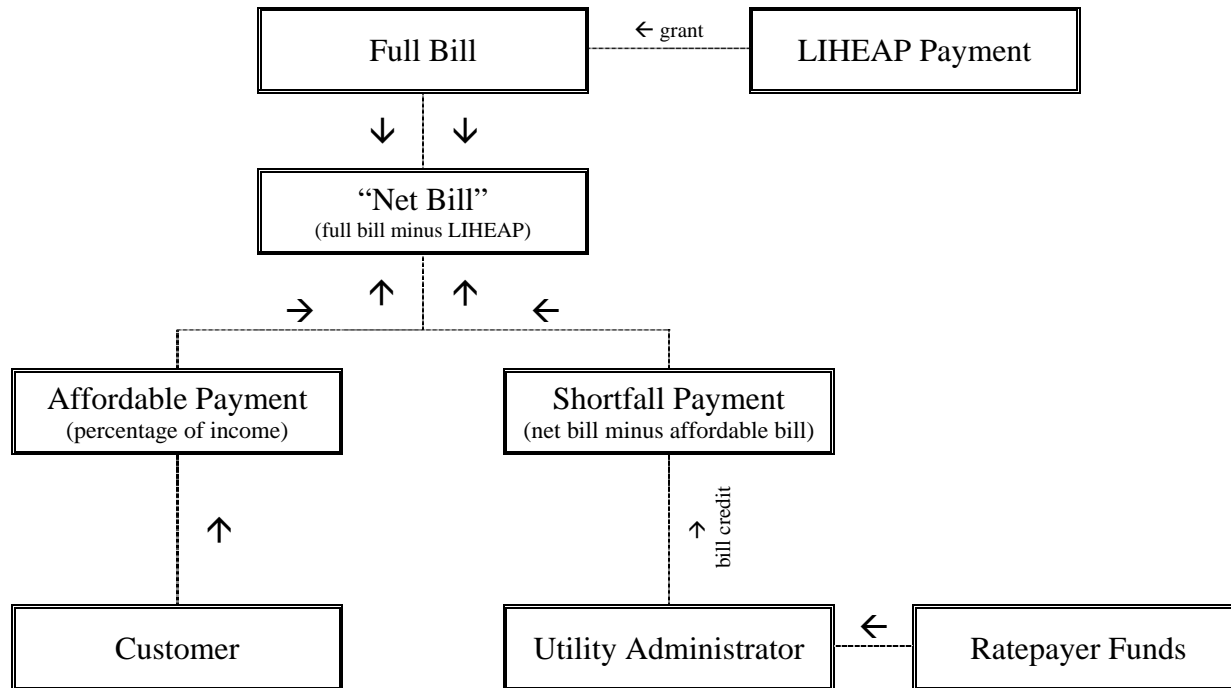 Full Bill
← grant
LIHEAP Payment
“Net Bill”
(full bill minus LIHEAP)
Affordable Payment
(percentage of income)
Shortfall Payment
(net bill minus affordable bill)
bill credit
Customer
Utility Administrator
Ratepayer Funds